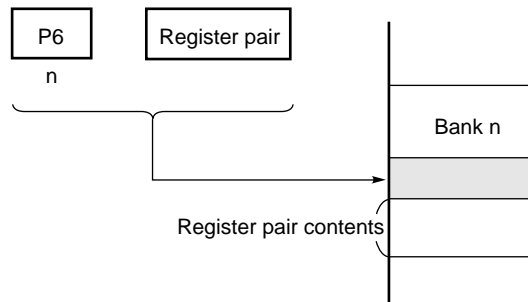 P6
Register pair
n
Bank n
Register pair contents